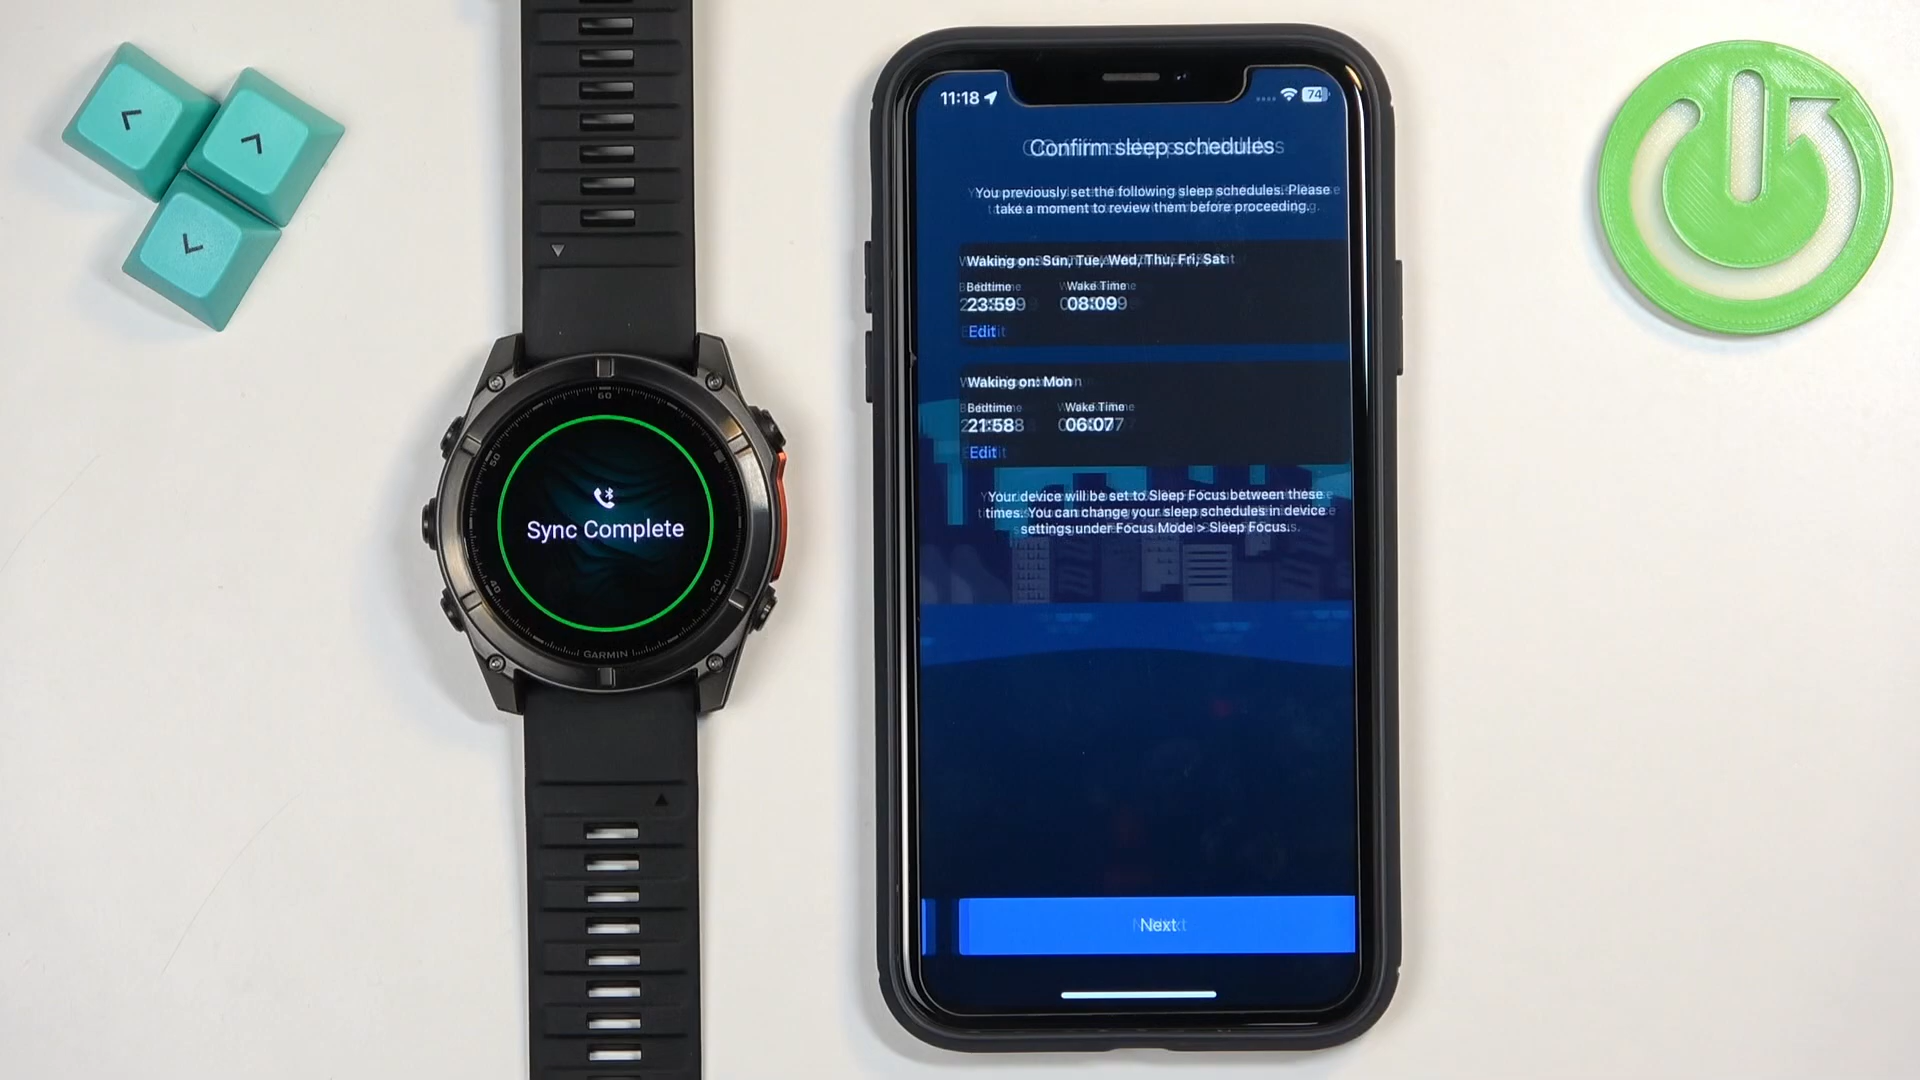 60
50
40
20
GARMIN
Sync Complete
11:18
74
Confirm sleep schedules
You previously set the following sleep schedules. Please
take a moment to review them before proceeding.
Waking on: Sun, Tue, Wed, Thu, Fri, Sat
Bedtime Wake Time
23:59 08:09
Edit
Waking on: Mon
Bedtime Wake Time
21:58 06:07
Edit
Your device will be set to Sleep Focus between these
times. You can change your sleep schedules in device
settings under Focus Mode > Sleep Focus.
Next